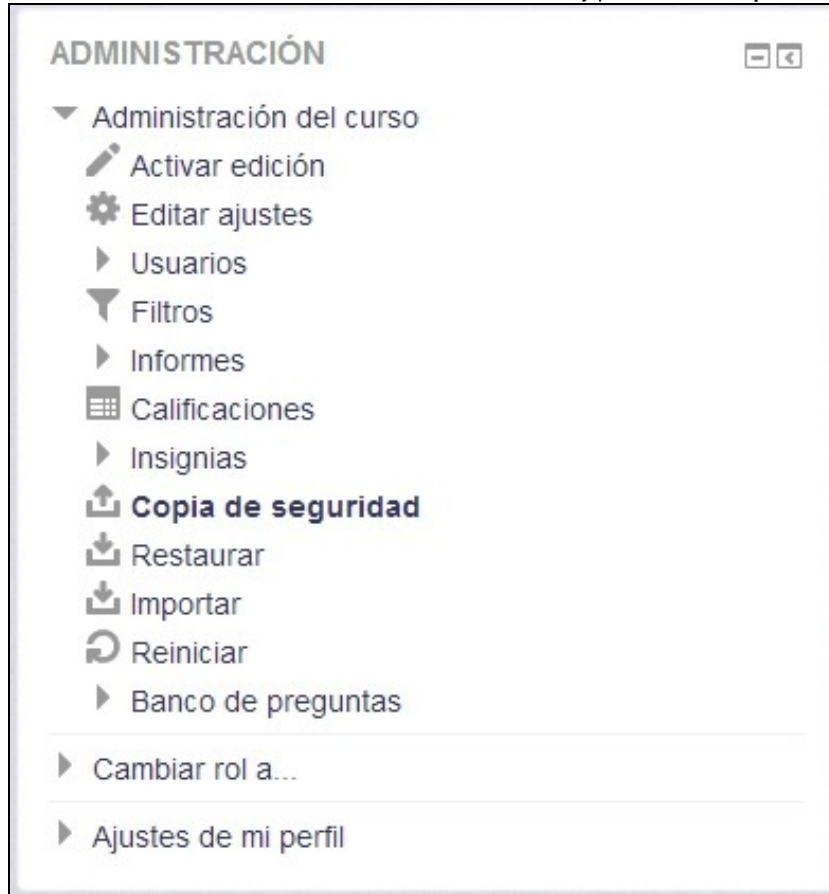 ADMINISTRACIÓN
Administración del curso
Activar edición
Editar ajustes
Usuarios
Filtros
Informes
Calificaciones
Insignias
Copia de seguridad
Restaurar
Importar
Reiniciar
Banco de preguntas
Cambiar rol a...
Ajustes de mi perfil